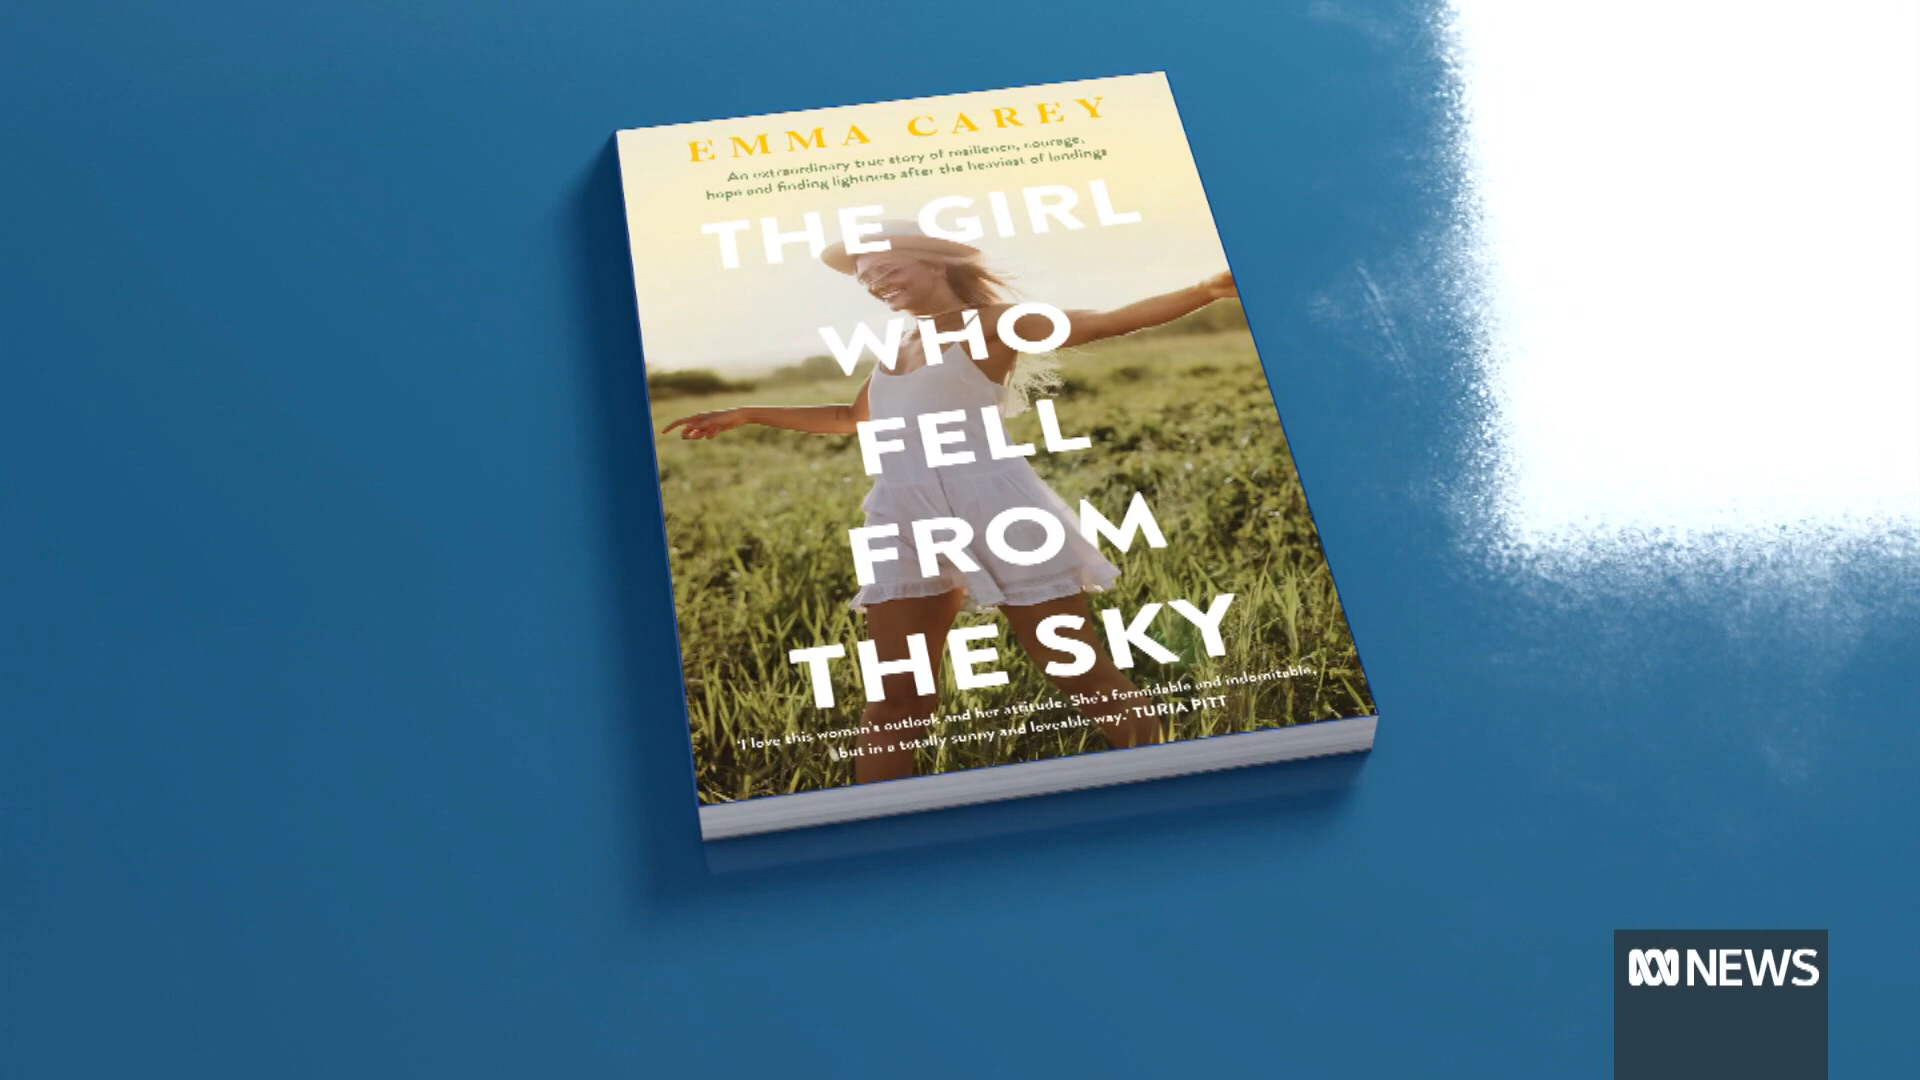 EMMA CAREY
An extraordinary true story of resilience, courage,
hope and finding lightness after the heaviest of landings
THE GIRL
WHO
FELL
FROM
THE SKY
'I love this woman's outlook and her attitude. She's formidable and indomitable,
but in a totally sunny and loveable way.' TURIA PITT
NEWS